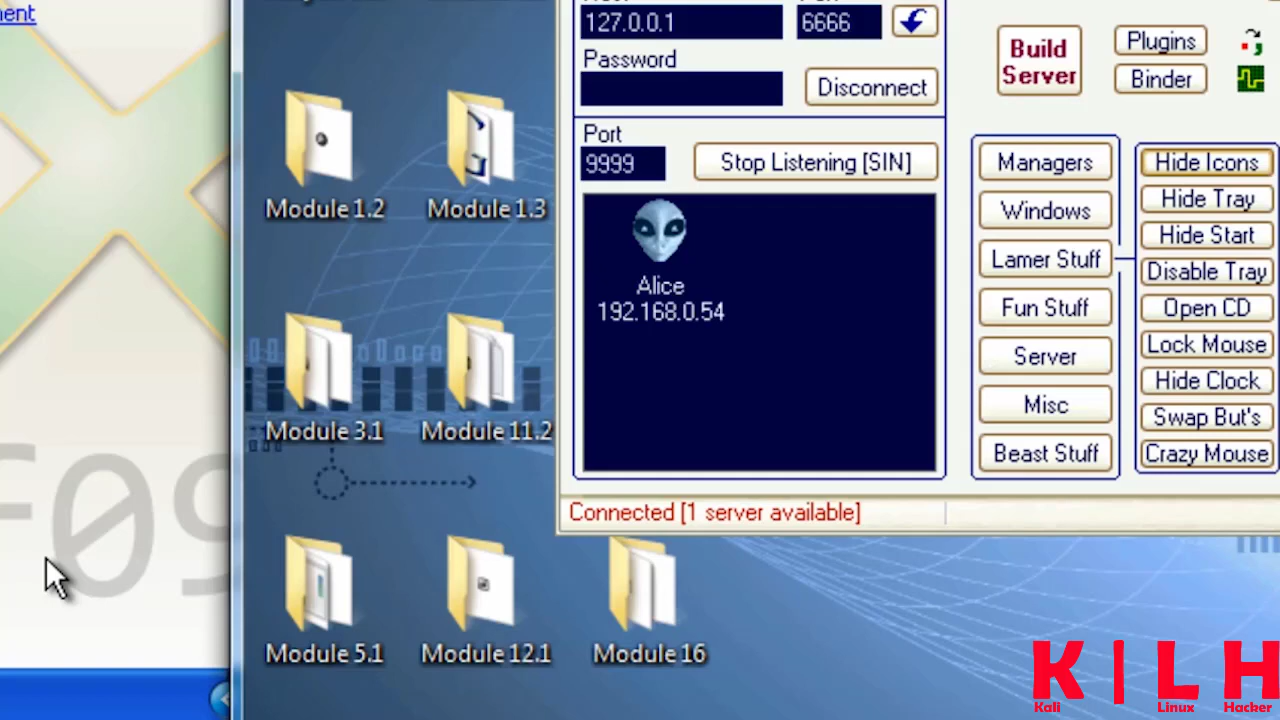 ment
127.0.0.1
6666
Password
Disconnect
Port
9999
Stop Listening [SIN]
Alice
192.168.0.54
Connected [1 server available]
Build
Server
Plugins
Binder
Managers
Windows
Lamer Stuff
Fun Stuff
Server
Misc
Beast Stuff
Hide Icons
Hide Tray
Hide Start
Disable Tray
Open CD
Lock Mouse
Hide Clock
Swap But's
Crazy Mouse
Module 1.2
Module 1.3
Module 3.1
Module 11.2
Module 5.1
Module 12.1
Module 16
f09
K | L H
Kali Linux Hacker